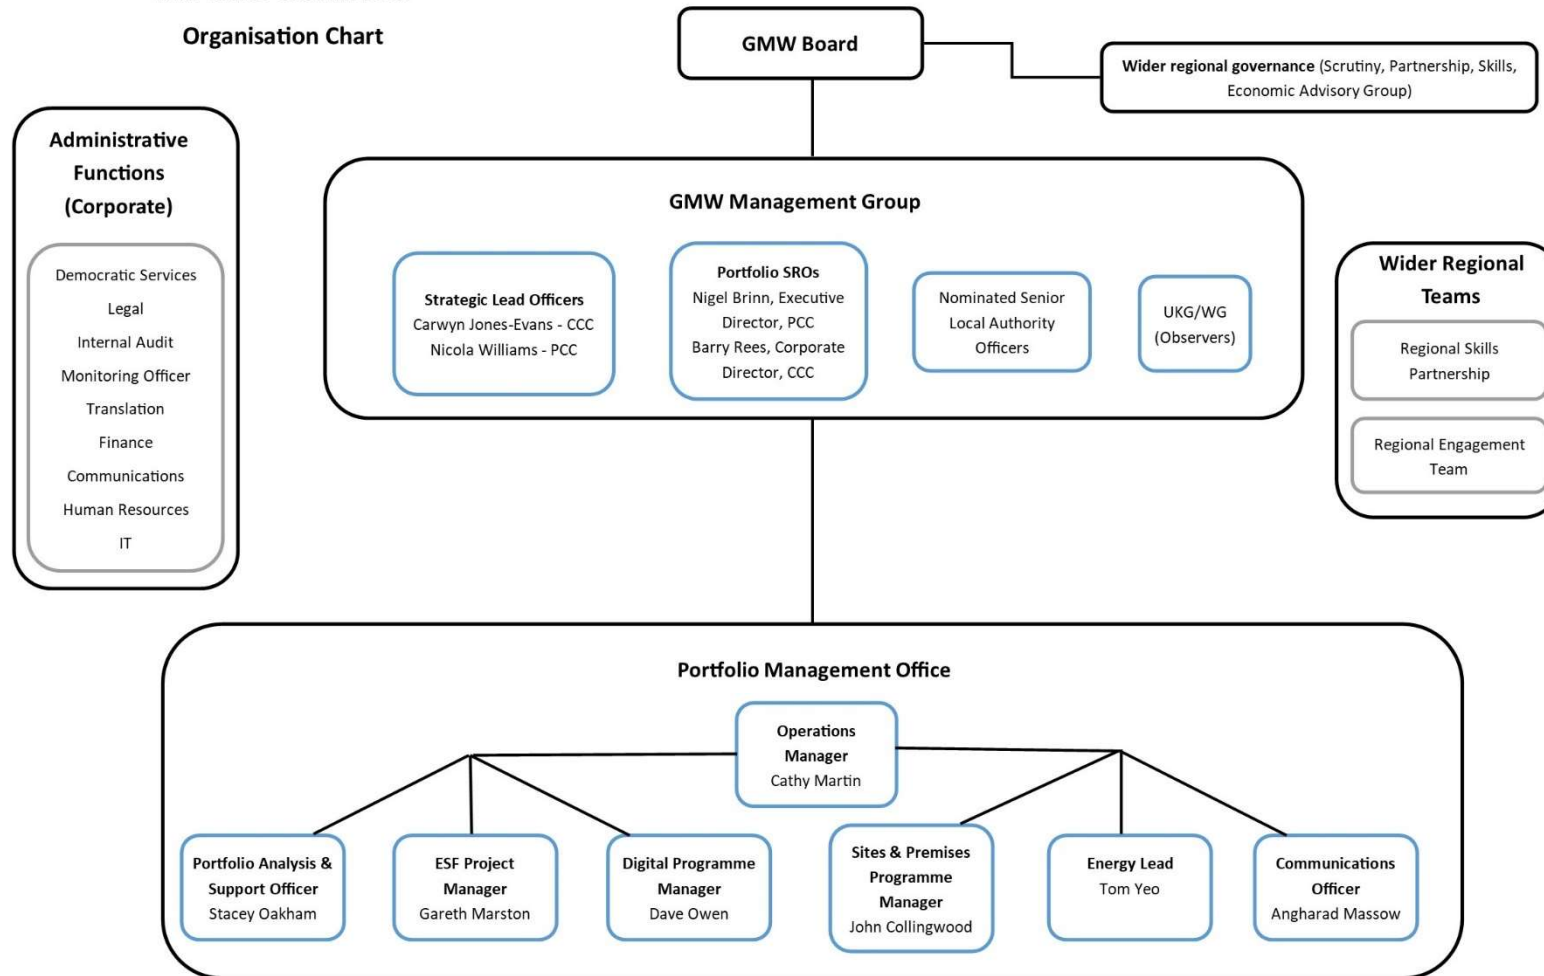 Organisation Chart
GMW Board
Wider regional governance (Scrutiny, Partnership, Skills,
Economic Advisory Group)
Administrative
Functions
(Corporate)
Democratic Services
Legal
Internal Audit
Monitoring Officer
Translation
Finance
Communications
Human Resources
IT
GMW Management Group
Strategic Lead Officers
Carwyn Jones-Evans - CCC
Nicola Williams - PCC
Portfolio SROs
Nigel Brinn, Executive
Director, PCC
Barry Rees, Corporate
Director, CCC
Nominated Senior
Local Authority
Officers
UKG/WG
(Observers)
Wider Regional
Teams
Regional Skills
Partnership
Regional Engagement
Team
Portfolio Management Office
Operations
Manager
Cathy Martin
Portfolio Analysis &
Support Officer
Stacey Oakham
ESF Project
Manager
Gareth Marston
Digital Programme
Manager
Dave Owen
Sites & Premises
Programme
Manager
John Collingwood
Energy Lead
Tom Yeo
Communications
Officer
Angharad Massow